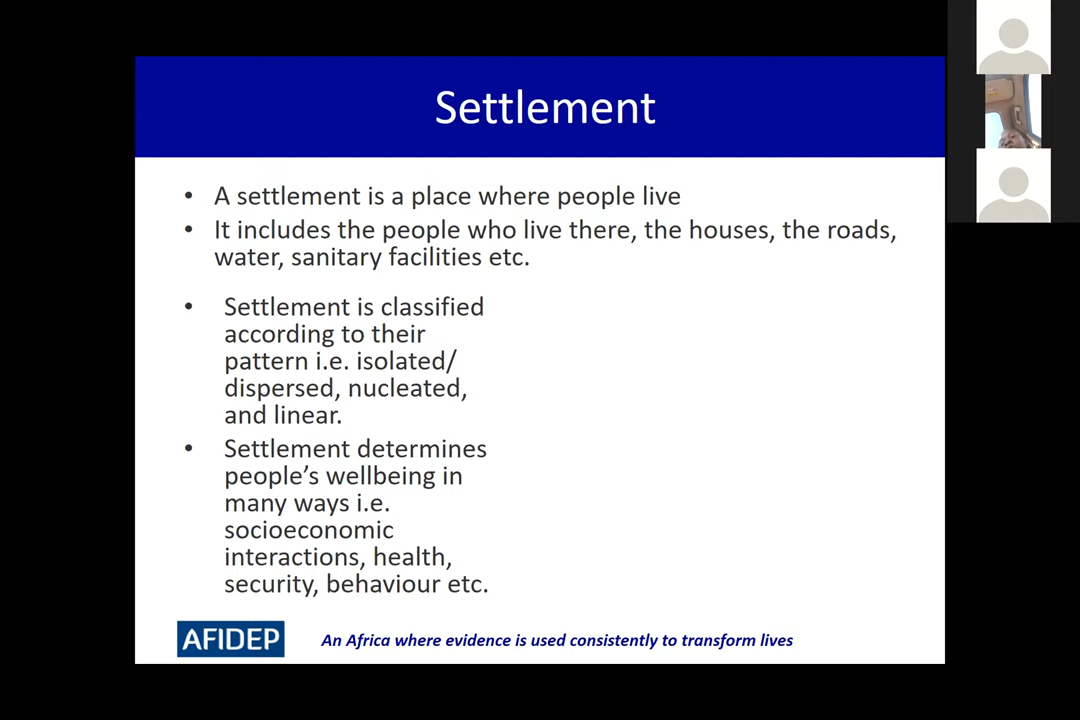 Settlement
• A settlement is a place where people live
• It includes the people who live there, the houses, the roads,
water, sanitary facilities etc.
• Settlement is classified
according to their
pattern i.e. isolated/
dispersed, nucleated,
and linear.
• Settlement determines
people’s wellbeing in
many ways i.e.
socioeconomic
interactions, health,
security, behaviour etc.
AFIDEP
An Africa where evidence is used consistently to transform lives